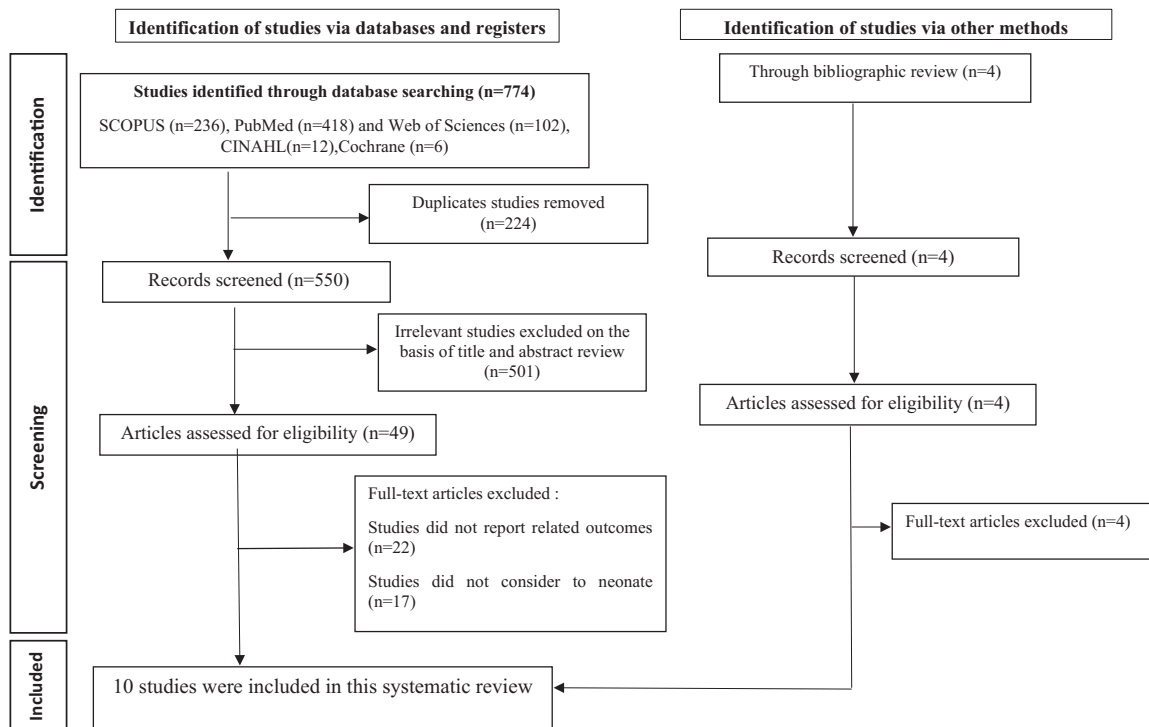 Identification of studies via databases and registers
Identification of studies via other methods
Identification
Studies identified through database searching (n=774)
SCOPUS (n=236), PubMed (n=418) and Web of Sciences (n=102),
CINAHL(n=12),Cochrane (n=6)
Through bibliographic review (n=4)
Duplicates studies removed
(n=224)
Screening
Records screened (n=550)
Records screened (n=4)
Irrelevant studies excluded on the
basis of title and abstract review
(n=501)
Articles assessed for eligibility (n=49)
Articles assessed for eligibility (n=4)
Full-text articles excluded :
Studies did not report related outcomes
(n=22)
Studies did not consider to neonate
(n=17)
Full-text articles excluded (n=4)
Included
10 studies were included in this systematic review